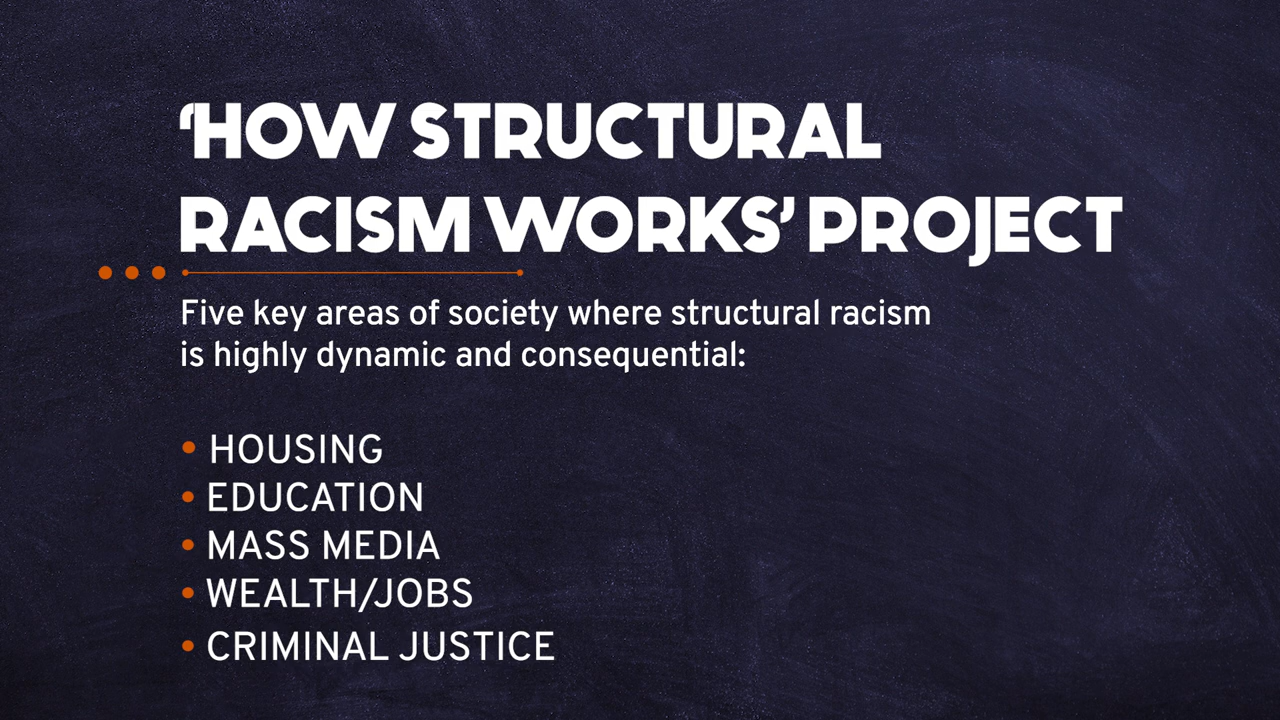 ‘HOW STRUCTURAL
RACISM WORKS’ PROJECT
Five key areas of society where structural racism
is highly dynamic and consequential:
• HOUSING
• EDUCATION
• MASS MEDIA
• WEALTH/JOBS
• CRIMINAL JUSTICE